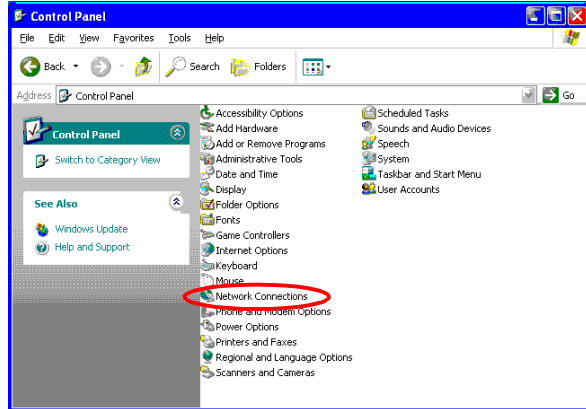 Control Panel
File Edit View Favorites Tools Help
Back Search Folders
Address Control Panel Go
Control Panel
Switch to Category View
See Also
Windows Update
Help and Support
Accessibility Options
Add Hardware
Add or Remove Programs
Administrative Tools
Date and Time
Display
Folder Options
Fonts
Game Controllers
Internet Options
Keyboard
Mouse
Network Connections
Phone and Modem Options
Power Options
Printers and Faxes
Regional and Language Options
Scanners and Cameras
Scheduled Tasks
Sounds and Audio Devices
Speech
System
Taskbar and Start Menu
User Accounts